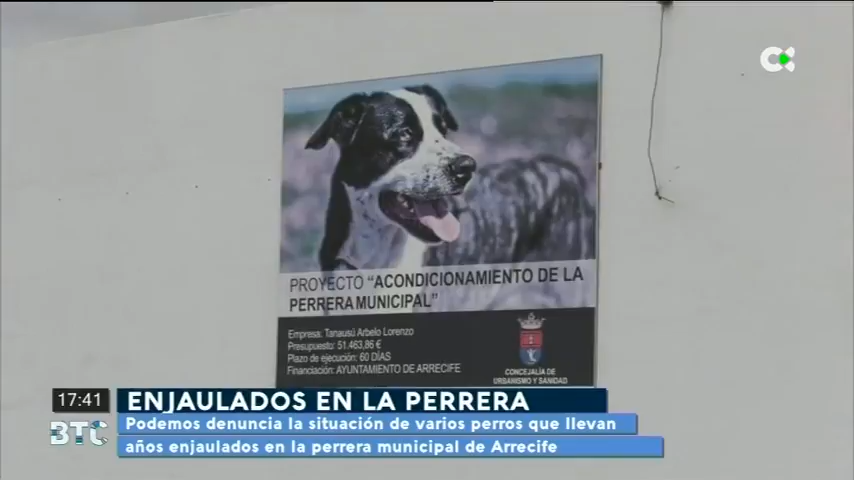 PROYECTO "ACONDICIONAMIENTO DE LA
PERRERA MUNICIPAL"
Empresa: Tanausú Arbelo Lorenzo
Presupuesto: 51.463,86 €
Plazo de ejecución: 60 DÍAS
Financiación: AYUNTAMIENTO DE ARRECIFE
CONCEJALÍA DE
URBANISMO Y SANIDAD
17:41
ENJAULADOS EN LA PERRERA
BTC
Podemos denuncia la situación de varios perros que llevan
años enjaulados en la perrera municipal de Arrecife